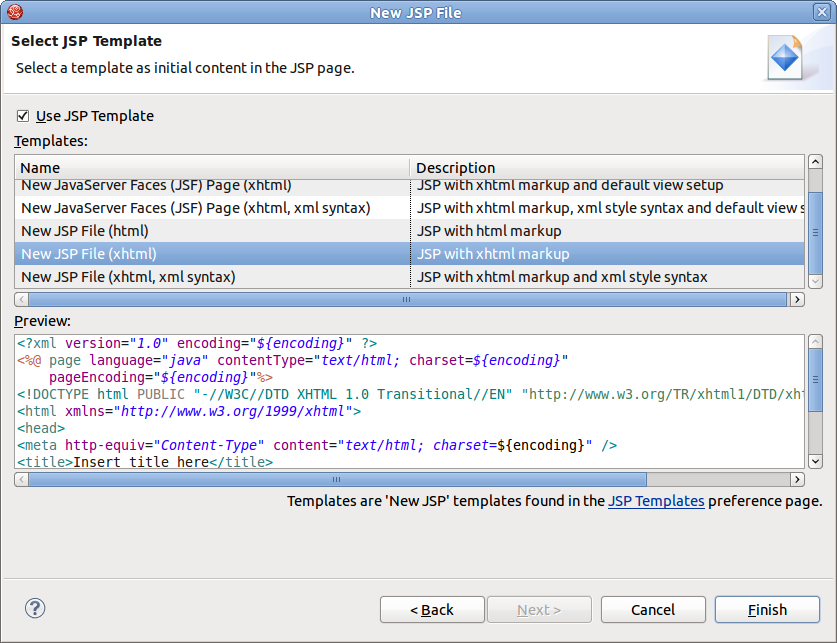 New JSP File
Select JSP Template
Select a template as initial content in the JSP page.
Use JSP Template
Templates:
Name Description
New JavaServer Faces (JSF) Page (xhtml) JSP with xhtml markup and default view setup
New JavaServer Faces (JSF) Page (xhtml, xml syntax) JSP with xhtml markup, xml style syntax and default view s
New JSP File (html) JSP with html markup
New JSP File (xhtml) JSP with xhtml markup
New JSP File (xhtml, xml syntax) JSP with xhtml markup and xml style syntax
Preview:
<?xml version="1.0" encoding="${encoding}" ?>
<%@ page language="java" contentType="text/html; charset=${encoding}"
pageEncoding="${encoding}"%>
<!DOCTYPE html PUBLIC "-//W3C//DTD XHTML 1.0 Transitional//EN" "http://www.w3.org/TR/xhtml1/DTD/xht
<html xmlns="http://www.w3.org/1999/xhtml">
<head>
<meta http-equiv="Content-Type" content="text/html; charset=${encoding}" />
<title>Insert title here</title>
Templates are 'New JSP' templates found in the JSP Templates preference page.
?
< Back Next > Cancel Finish